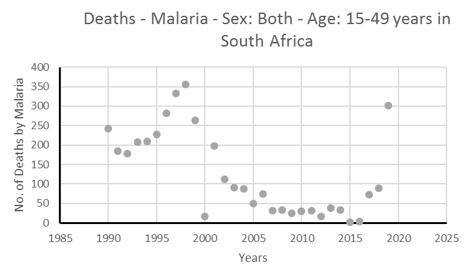 Deaths - Malaria - Sex: Both - Age: 15-49 years in
South Africa
No. of Deaths by Malaria
400
350
300
250
200
150
100
50
0
1985 1990 1995 2000 2005 2010 2015 2020 2025
Years